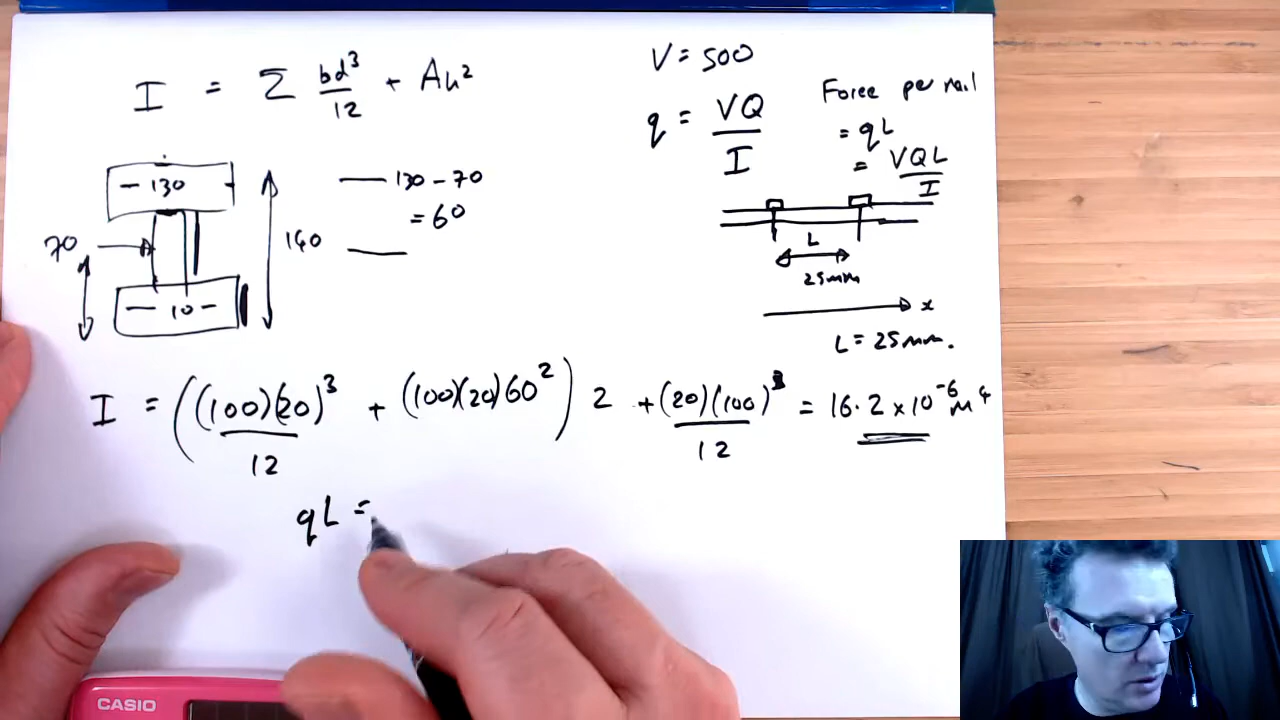 I = Σ bd³/12 + Ah²
130
70
10
140
130 - 70
= 60
V = 500
q = VQ/I
Force per nail
= qL
= VQL/I
L
25mm
x
L = 25mm.
I = ((100)(20)³/12 + (100)(20)60²) 2 + (20)(100)³/12 = 16.2 x 10⁻⁶ m⁴
qL =
CASIO